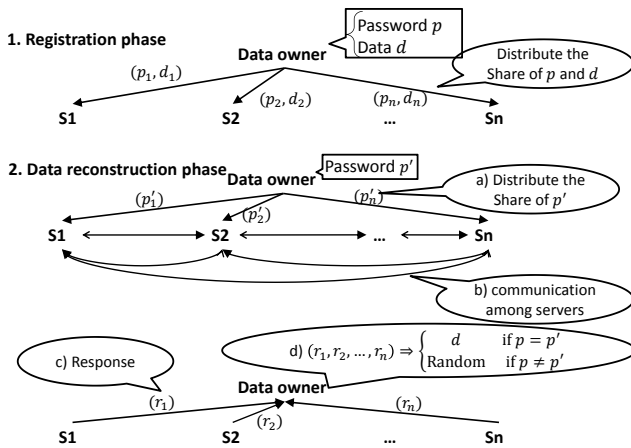 1. Registration phase
Data owner
Password p
Data d
Distribute the
Share of p and d
(p₁, d₁)
(p₂, d₂)
(pₙ, dₙ)
S1 S2 ... Sn
2. Data reconstruction phase
Data owner
Password p′
a) Distribute the
Share of p′
(p′₁)
(p′₂)
(p′ₙ)
S1 S2 ... Sn
b) communication
among servers
c) Response
d) (r₁, r₂, ..., rₙ) ⇒ { d if p = p′
Random if p ≠ p′
Data owner
(r₁)
(r₂)
(rₙ)
S1 S2 ... Sn